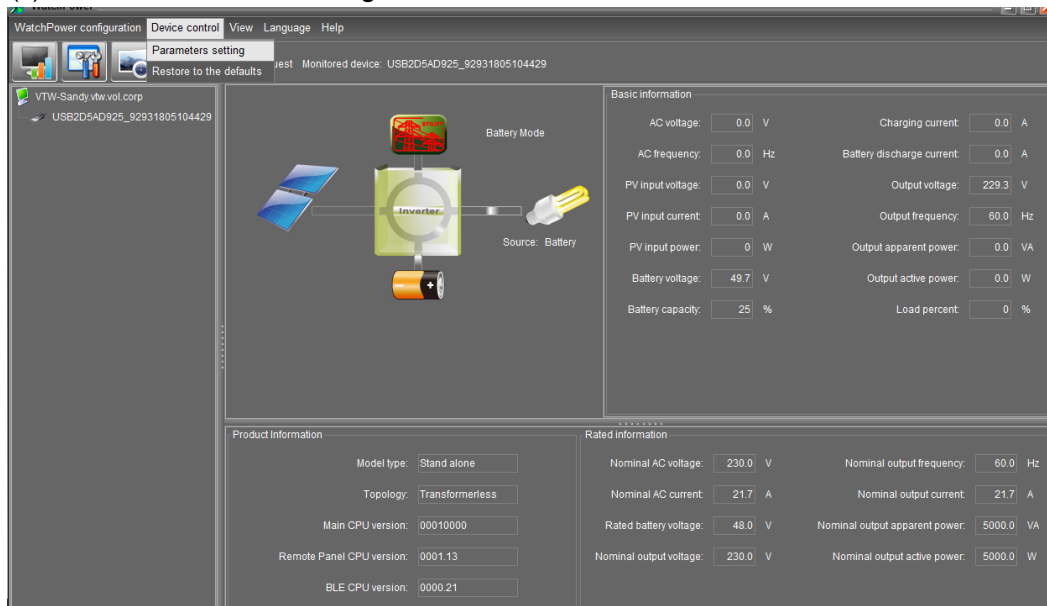 WatchPower
WatchPower configuration Device control View Language Help
Parameters setting
Restore to the defaults
uest Monitored device: USB2D5AD925_92931805104429
VTW-Sandy.vtw.vol.corp
USB2D5AD925_92931805104429
UTILITY
Battery Mode
Inverter
Source: Battery
Basic information
AC voltage: 0.0 V Charging current: 0.0 A
AC frequency: 0.0 Hz Battery discharge current: 0.0 A
PV input voltage: 0.0 V Output voltage: 229.3 V
PV input current: 0.0 A Output frequency: 60.0 Hz
PV input power: 0 W Output apparent power: 0.0 VA
Battery voltage: 49.7 V Output active power: 0.0 W
Battery capacity: 25 % Load percent: 0 %
Product Information
Model type: Stand alone
Topology: Transformerless
Main CPU version: 00010000
Remote Panel CPU version: 0001.13
BLE CPU version: 0000.21
Rated information
Nominal AC voltage: 230.0 V Nominal output frequency: 60.0 Hz
Nominal AC current: 21.7 A Nominal output current: 21.7 A
Rated battery voltage: 48.0 V Nominal output apparent power: 5000.0 VA
Nominal output voltage: 230.0 V Nominal output active power: 5000.0 W